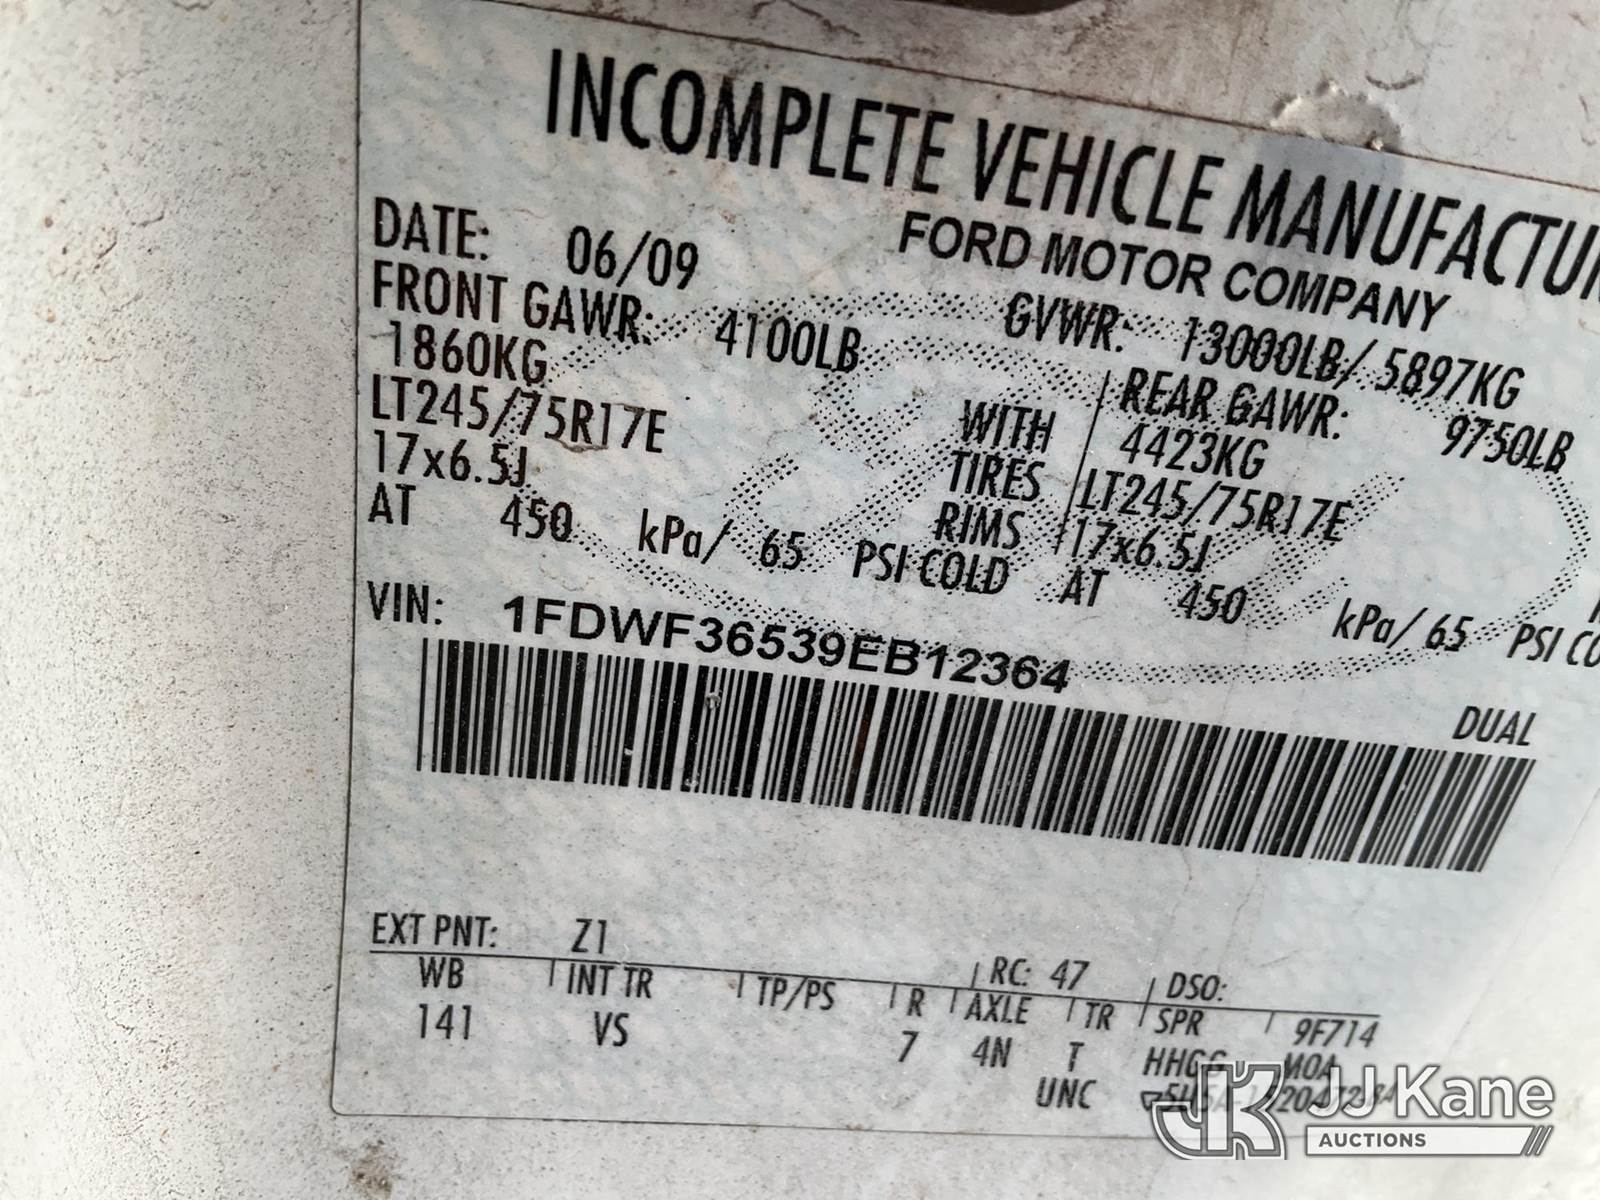 INCOMPLETE VEHICLE
FORD MOTOR COMPANY
DATE: 06/09 GVWR: 13000LB/ 5897KG
FRONT GAWR: 4100LB REAR GAWR: 9750LB
1860KG WITH 4423KG
LT245/75R17E TIRES LT245/75R17E
17x6.5J RIMS 17x6.5J
AT 450 kPa/ 65 PSI COLD AT 450 kPa/ 65 PSI
VIN: 1FDWF36539EB12364
DUAL
EXT PNT: Z1 RC: 47 DSO:
WB INT TR TP/PS R AXLE TR SPR 9F714
141 VS 7 4N T HHGG MOA
UNC
JJ Kane
AUCTIONS